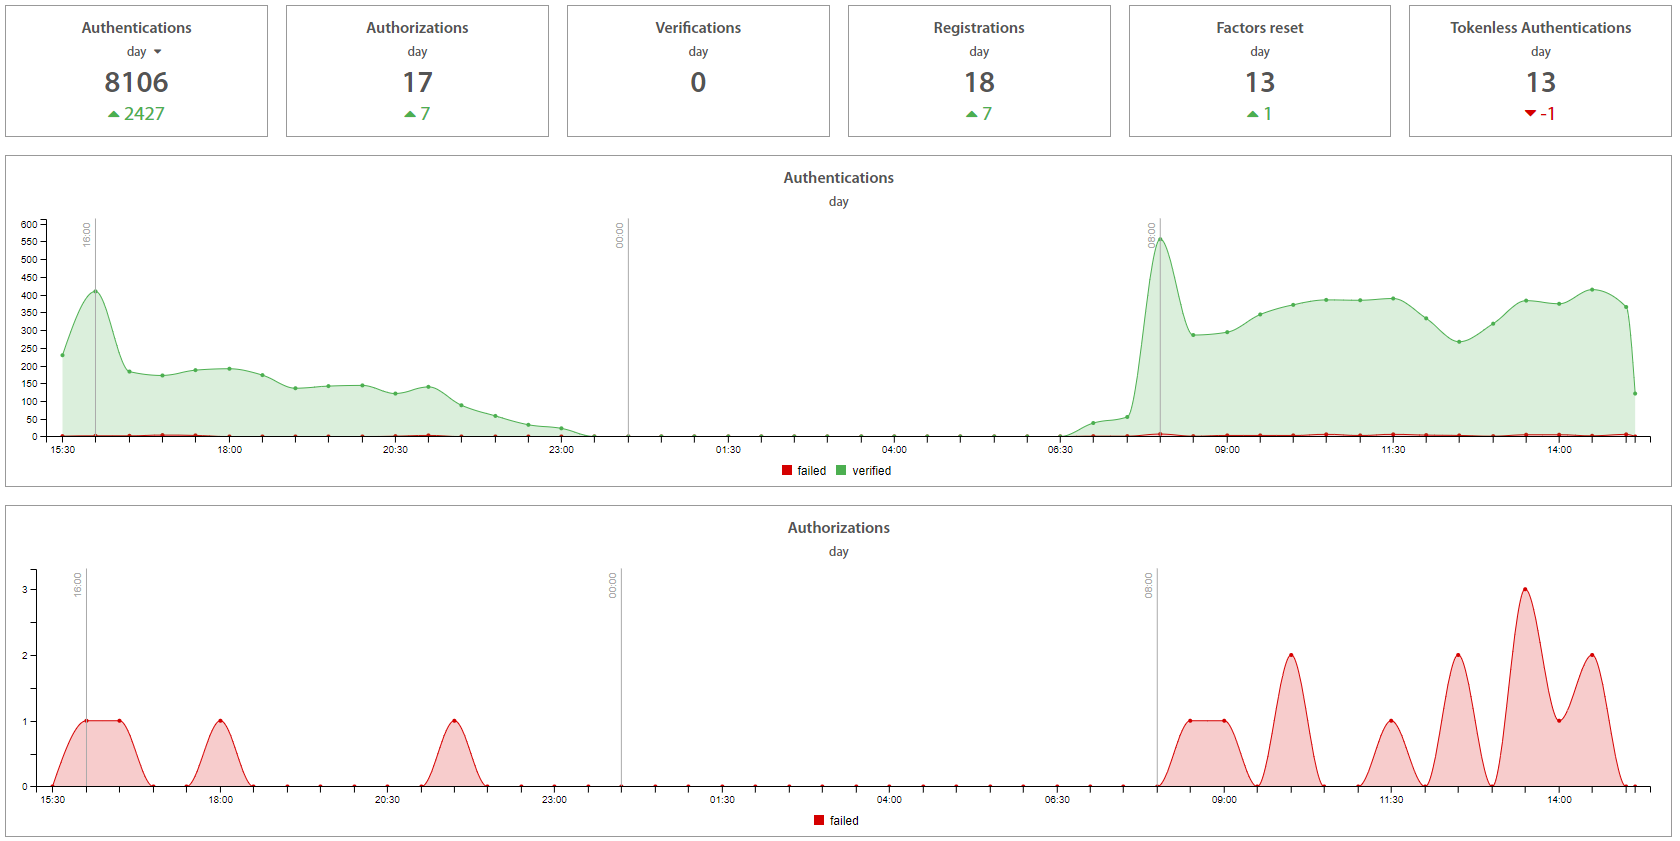 Authentications
day
8106
2427
Authorizations
day
17
7
Verifications
day
0
Registrations
day
18
7
Factors reset
day
13
1
Tokenless Authentications
day
13
-1
Authentications
day
600
550
500
450
400
350
300
250
200
150
100
50
0
16:00
00:00
08:00
15:30 18:00 20:30 23:00 01:30 04:00 06:30 09:00 11:30 14:00
failed verified
Authorizations
day
3
2
1
0
16:00
00:00
08:00
15:30 18:00 20:30 23:00 01:30 04:00 06:30 09:00 11:30 14:00
failed